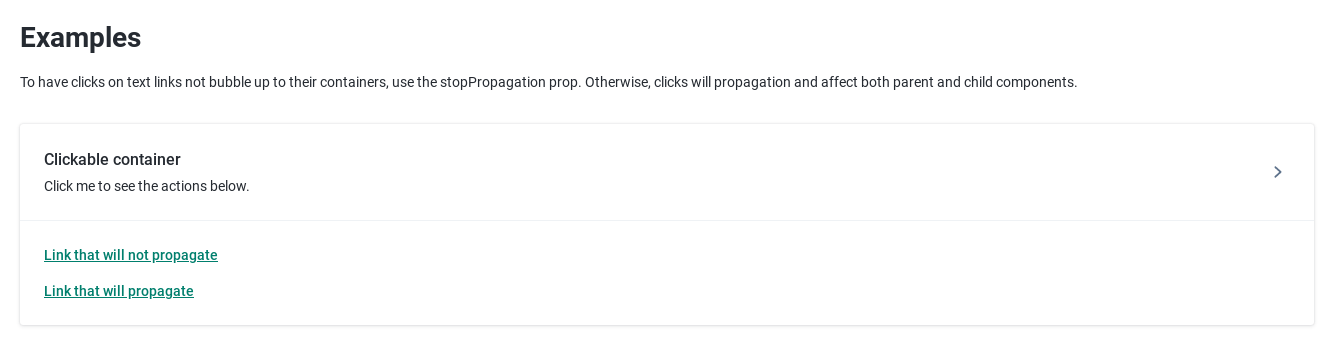 Examples
To have clicks on text links not bubble up to their containers, use the stopPropagation prop. Otherwise, clicks will propagation and affect both parent and child components.
Clickable container
Click me to see the actions below.
Link that will not propagate
Link that will propagate